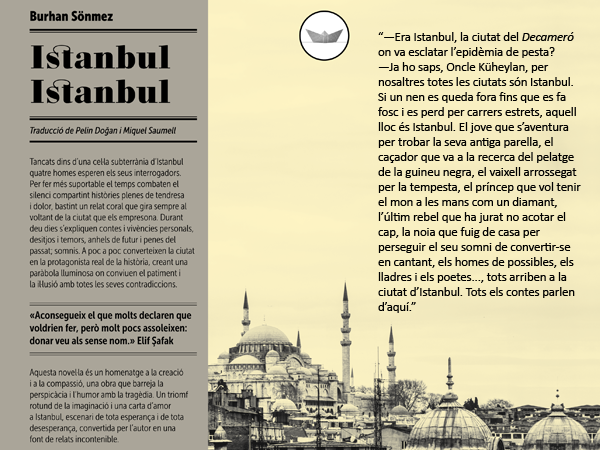 Burhan Sönmez
Istanbul
Istanbul
Traducció de Pelin Doğan i Miquel Saumell
Tancats dins d'una cel·la subterrània d'Istanbul
quatre homes esperen els seus interrogadors.
Per fer més suportable el temps combaten el
silenci compartint històries plenes de tendresa
i dolor, bastint un relat coral que gira sempre al
voltant de la ciutat que els empresona. Durant
deu dies s'expliquen contes i vivències personals,
desitjos i temors, anhels de futur i penes del
passat; somnis. A poc a poc converteixen la ciutat
en la protagonista real de la història, creant una
paràbola lluminosa on conviuen el patiment i
la il·lusió amb totes les seves contradiccions.
«Aconsegueix el que molts declaren que
voldrien fer, però molt pocs assoleixen:
donar veu als sense nom.» Elif Şafak
Aquesta novel·la és un homenatge a la creació
i a la compassió, una obra que barreja la
perspicàcia i l'humor amb la tragèdia. Un triomf
rotund de la imaginació i una carta d'amor
a Istanbul, escenari de tota esperança i de tota
desesperança, convertida per l'autor en una
font de relats incontenible.
“—Era Istanbul, la ciutat del Decameró
on va esclatar l'epidèmia de pesta?
—Ja ho saps, Oncle Küheylan, per
nosaltres totes les ciutats són Istanbul.
Si un nen es queda fora fins que es fa
fosc i es perd per carrers estrets, aquell
lloc és Istanbul. El jove que s'aventura
per trobar la seva antiga parella, el
caçador que va a la recerca del pelatge
de la guineu negra, el vaixell arrossegat
per la tempesta, el príncep que vol tenir
el mon a les mans com un diamant,
l'últim rebel que ha jurat no acotar el
cap, la noia que fuig de casa per
perseguir el seu somni de convertir-se
en cantant, els homes de possibles, els
lladres i els poetes..., tots arriben a la
ciutat d'Istanbul. Tots els contes parlen
d'aquí.”